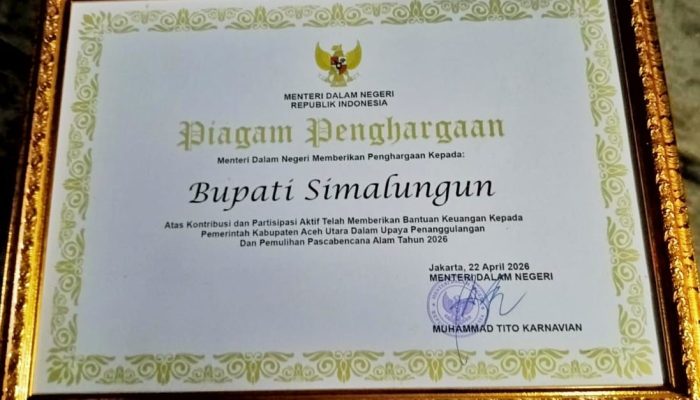 MENTERI DALAM NEGERI
REPUBLIK INDONESIA
Piagam Penghargaan
Menteri Dalam Negeri Memberikan Penghargaan Kepada:
Bupati Simalungun
Atas Kontribusi dan Partisipasi Aktif Telah Memberikan Bantuan Keuangan Kepada
Pemerintah Kabupaten Aceh Utara Dalam Upaya Penanggulangan
Dan Pemulihan Pascabencana Alam Tahun 2026
Jakarta, 22 April 2026
MENTERI DALAM NEGERI
MUHAMMAD TITO KARNAVIAN